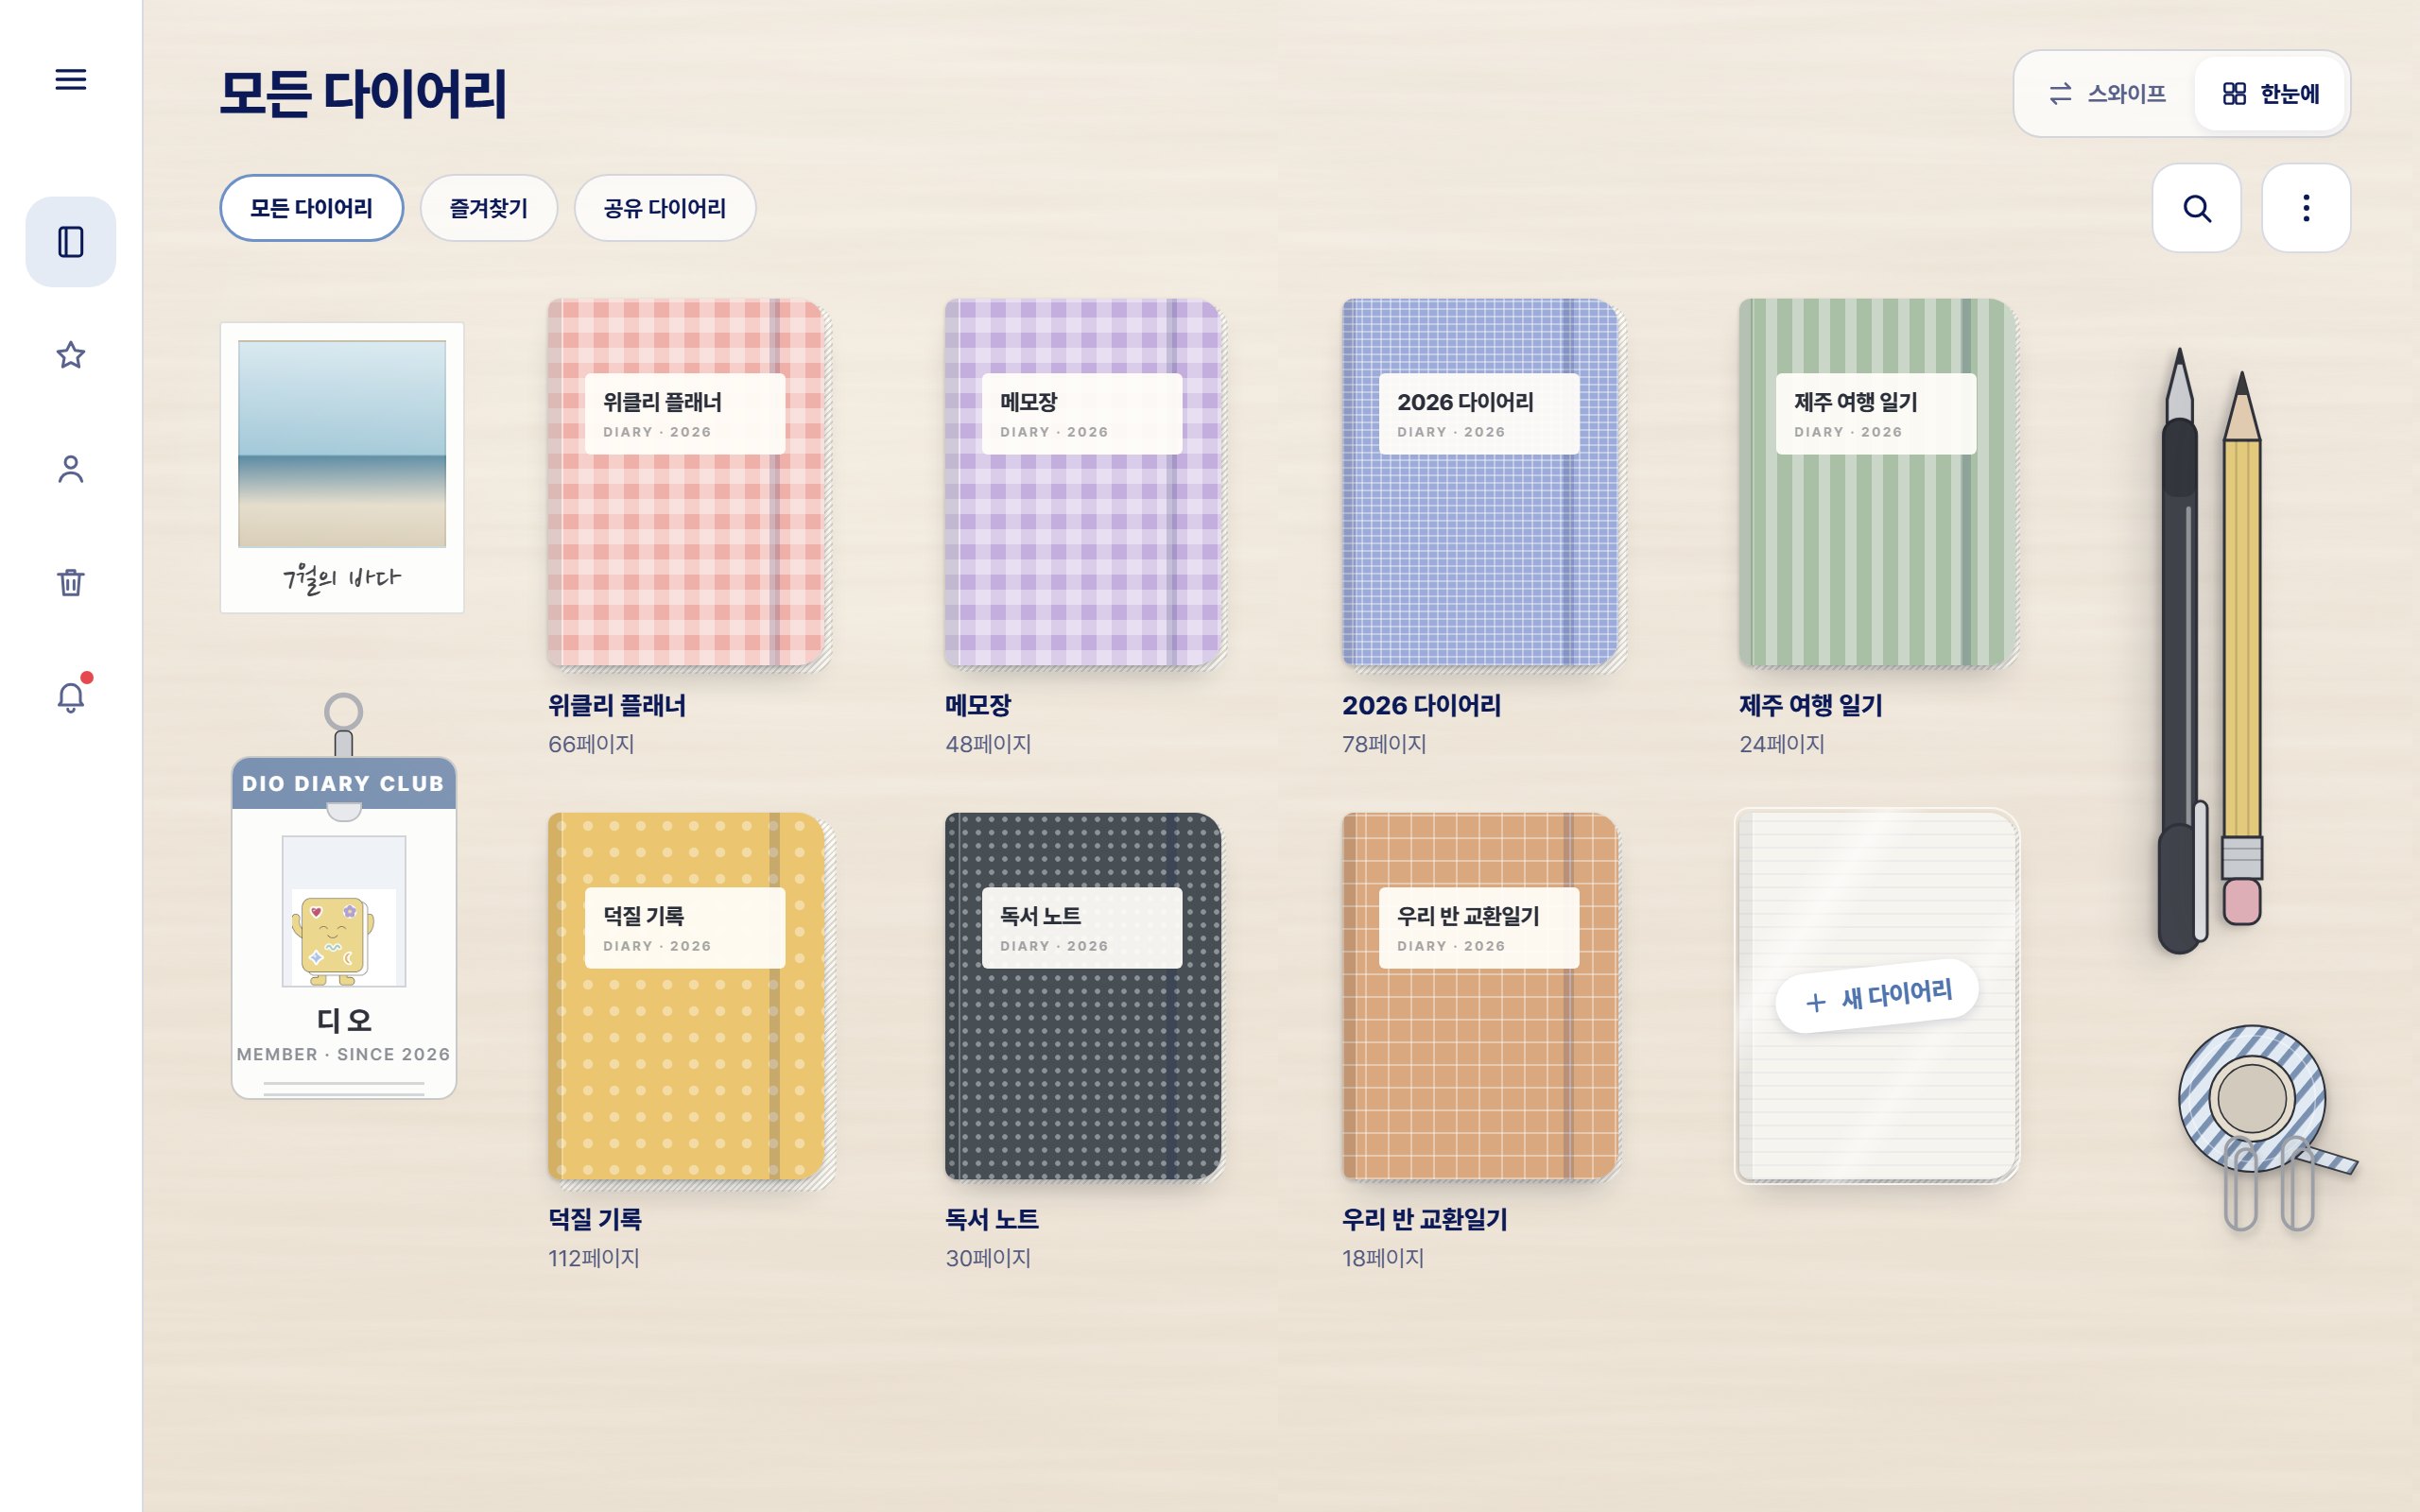 모든 다이어리
스와이프
한눈에
모든 다이어리
즐겨찾기
공유 다이어리
7월의 바다
DIO DIARY CLUB
디오
MEMBER · SINCE 2026
위클리 플래너
DIARY · 2026
위클리 플래너
66페이지
메모장
DIARY · 2026
메모장
48페이지
2026 다이어리
DIARY · 2026
2026 다이어리
78페이지
제주 여행 일기
DIARY · 2026
제주 여행 일기
24페이지
덕질 기록
DIARY · 2026
덕질 기록
112페이지
독서 노트
DIARY · 2026
독서 노트
30페이지
우리 반 교환일기
DIARY · 2026
우리 반 교환일기
18페이지
새 다이어리